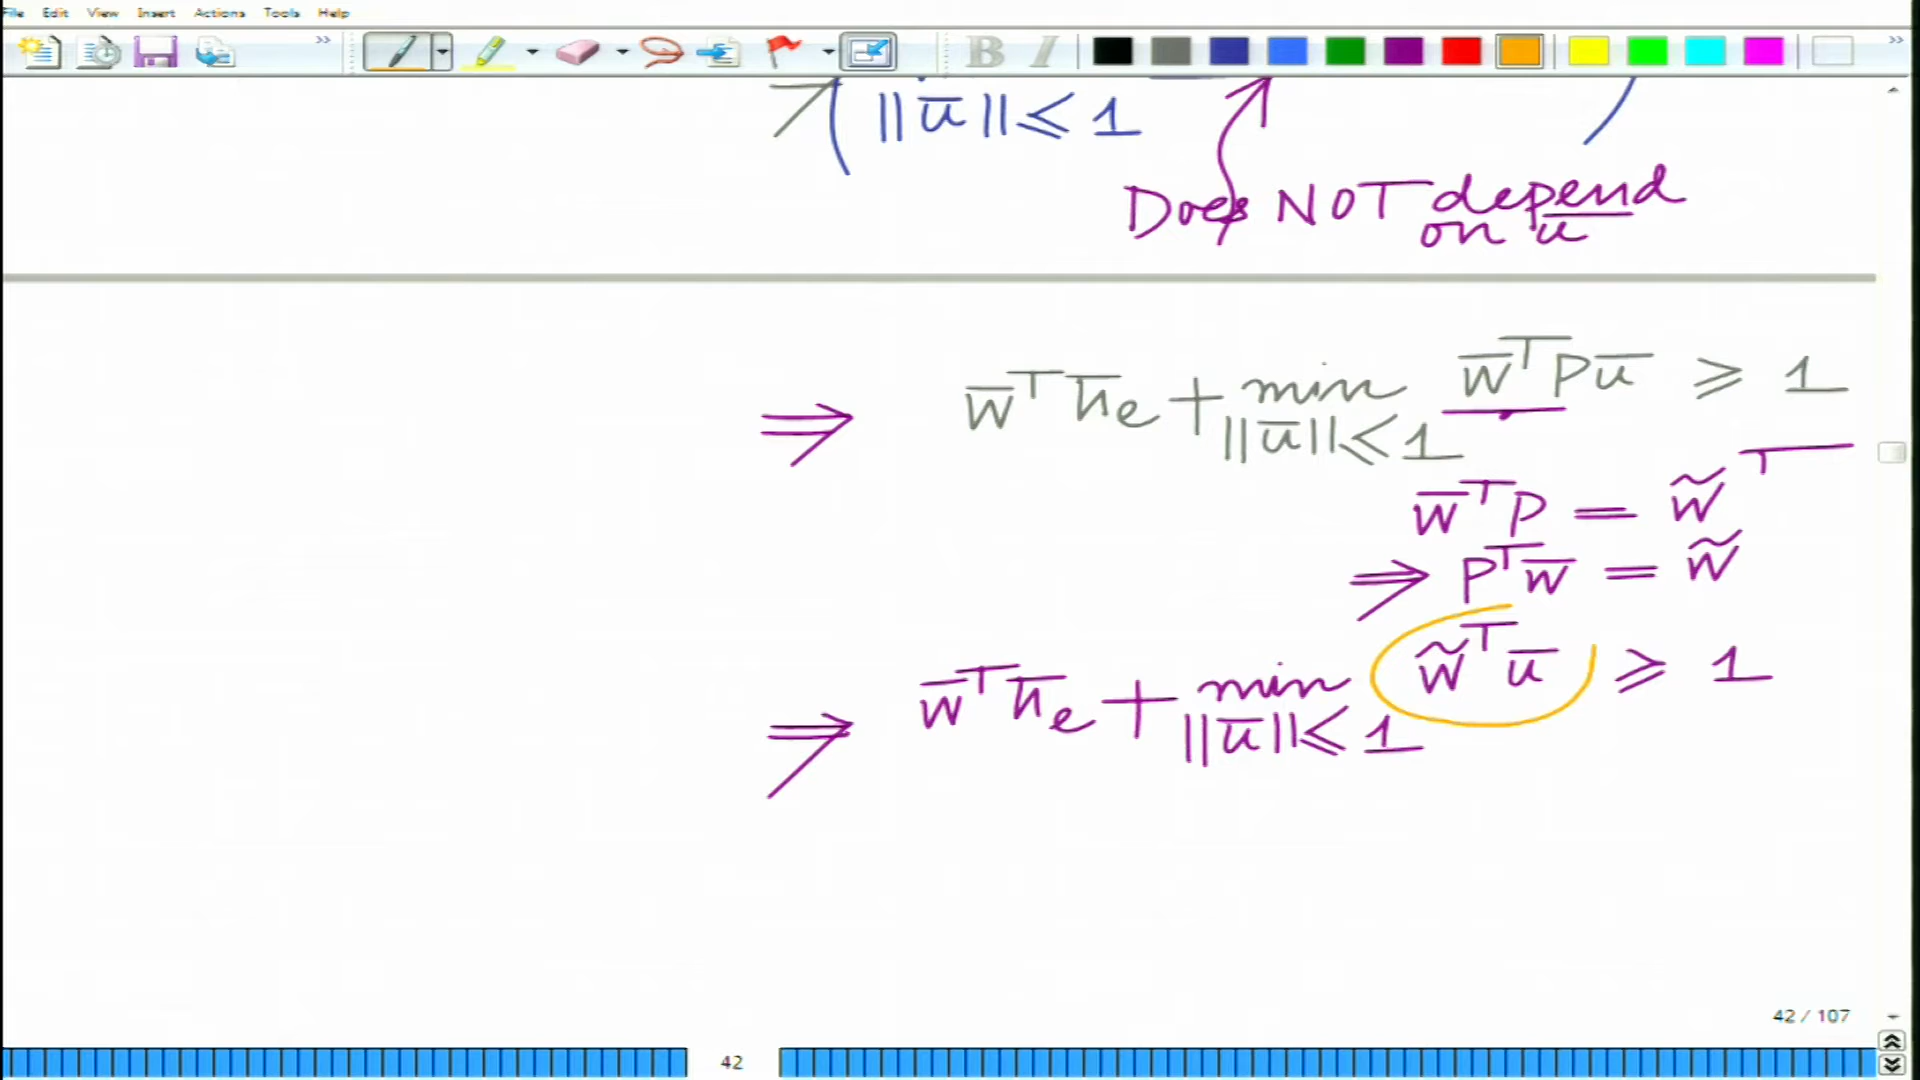 File Edit View Insert Actions Tools Help
B I
||ū|| ⩽ 1
Does NOT depend
on ū
⇒ w̄ᵀh̄e + min w̄ᵀPū ⩾ 1
||ū|| ⩽ 1
w̄ᵀP = w̃ᵀ
⇒ Pᵀw̄ = w̃
⇒ w̄ᵀh̄e + min w̃ᵀū ⩾ 1
||ū|| ⩽ 1
42 / 107
42